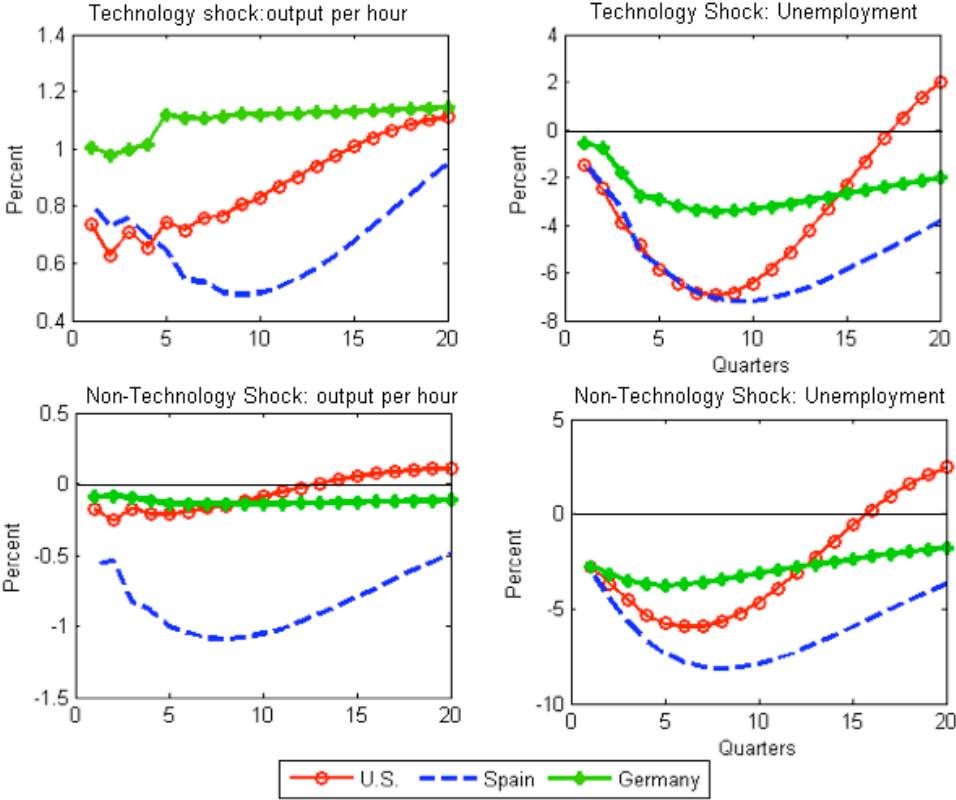 Technology shock:output per hour
Percent
1.4
1.2
1
0.8
0.6
0.4
0 5 10 15 20
Technology Shock: Unemployment
Percent
4
2
0
-2
-4
-6
-8
0 5 10 15 20
Quarters
Non-Technology Shock: output per hour
Percent
0.5
0
-0.5
-1
-1.5
0 5 10 15 20
Non-Technology Shock: Unemployment
Percent
5
0
-5
-10
0 5 10 15 20
Quarters
U.S. Spain Germany